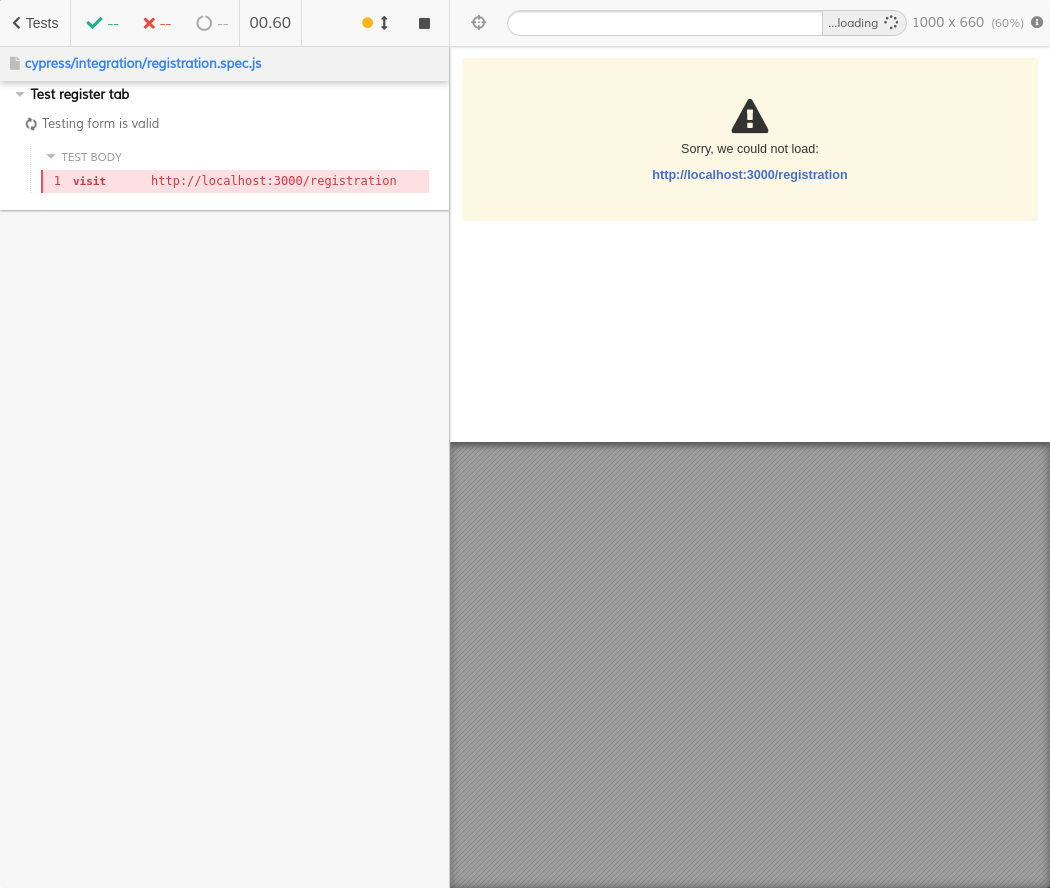 Tests -- -- -- 00.60
...loading 1000 x 660 (60%)
cypress/integration/registration.spec.js
Test register tab
Testing form is valid
TEST BODY
1 visit http://localhost:3000/registration
Sorry, we could not load:
http://localhost:3000/registration